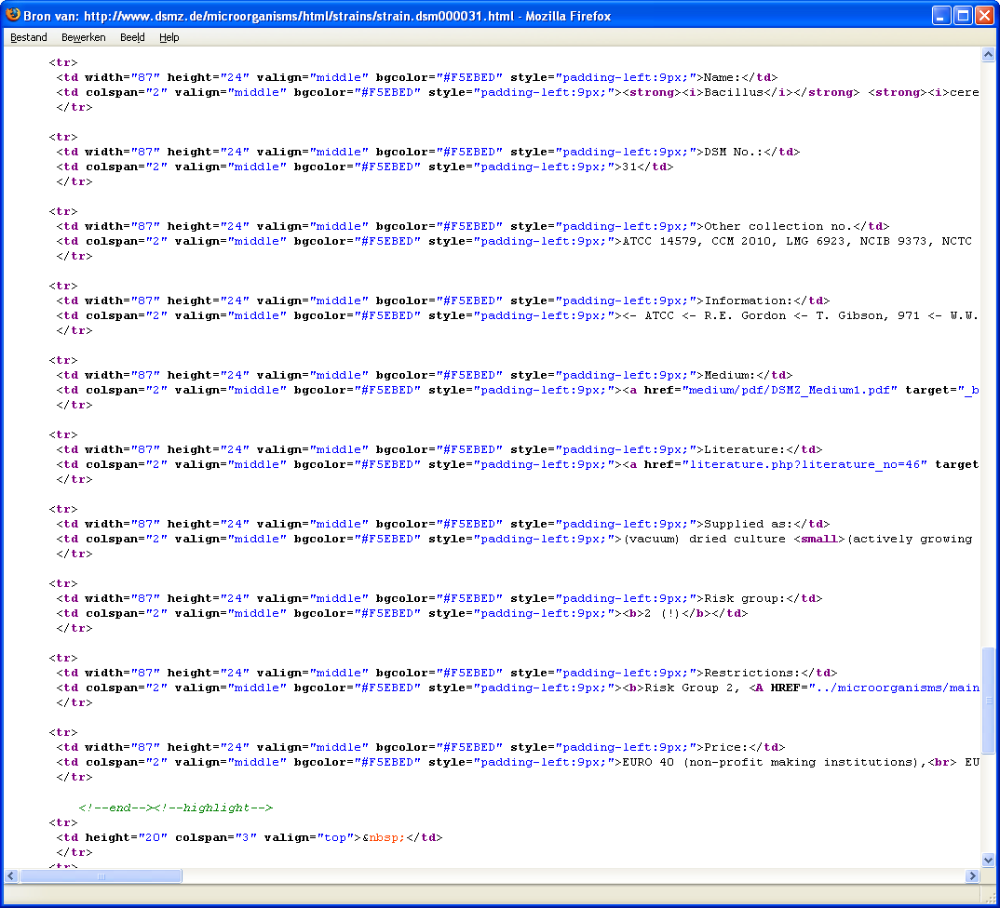 Bron van: http://www.dsmz.de/microorganisms/html/strains/strain.dsm000031.html - Mozilla Firefox
Bestand Bewerken Beeld Help
<tr>
<td width="87" height="24" valign="middle" bgcolor="#F5EBED" style="padding-left:9px;">Name:</td>
<td colspan="2" valign="middle" bgcolor="#F5EBED" style="padding-left:9px;"><strong><i>Bacillus</i></strong> <strong><i>cere
</tr>
<tr>
<td width="87" height="24" valign="middle" bgcolor="#F5EBED" style="padding-left:9px;">DSM No.:</td>
<td colspan="2" valign="middle" bgcolor="#F5EBED" style="padding-left:9px;">31</td>
</tr>
<tr>
<td width="87" height="24" valign="middle" bgcolor="#F5EBED" style="padding-left:9px;">Other collection no.</td>
<td colspan="2" valign="middle" bgcolor="#F5EBED" style="padding-left:9px;">ATCC 14579, CCM 2010, LMG 6923, NCIB 9373, NCTC
</tr>
<tr>
<td width="87" height="24" valign="middle" bgcolor="#F5EBED" style="padding-left:9px;">Information:</td>
<td colspan="2" valign="middle" bgcolor="#F5EBED" style="padding-left:9px;"><- ATCC <- R.E. Gordon <- T. Gibson, 971 <- W.W.
</tr>
<tr>
<td width="87" height="24" valign="middle" bgcolor="#F5EBED" style="padding-left:9px;">Medium:</td>
<td colspan="2" valign="middle" bgcolor="#F5EBED" style="padding-left:9px;"><a href="medium/pdf/DSMZ_Medium1.pdf" target="_b
</tr>
<tr>
<td width="87" height="24" valign="middle" bgcolor="#F5EBED" style="padding-left:9px;">Literature:</td>
<td colspan="2" valign="middle" bgcolor="#F5EBED" style="padding-left:9px;"><a href="literature.php?literature_no=46" target
</tr>
<tr>
<td width="87" height="24" valign="middle" bgcolor="#F5EBED" style="padding-left:9px;">Supplied as:</td>
<td colspan="2" valign="middle" bgcolor="#F5EBED" style="padding-left:9px;">(vacuum) dried culture <small>(actively growing
</tr>
<tr>
<td width="87" height="24" valign="middle" bgcolor="#F5EBED" style="padding-left:9px;">Risk group:</td>
<td colspan="2" valign="middle" bgcolor="#F5EBED" style="padding-left:9px;"><b>2 (!)</b></td>
</tr>
<tr>
<td width="87" height="24" valign="middle" bgcolor="#F5EBED" style="padding-left:9px;">Restrictions:</td>
<td colspan="2" valign="middle" bgcolor="#F5EBED" style="padding-left:9px;"><b>Risk Group 2, <A HREF="../microorganisms/main
</tr>
<tr>
<td width="87" height="24" valign="middle" bgcolor="#F5EBED" style="padding-left:9px;">Price:</td>
<td colspan="2" valign="middle" bgcolor="#F5EBED" style="padding-left:9px;">EURO 40 (non-profit making institutions),<br> EU
</tr>
<!--end--><!--highlight-->
<tr>
<td height="20" colspan="3" valign="top">&nbsp;</td>
</tr>
<tr>